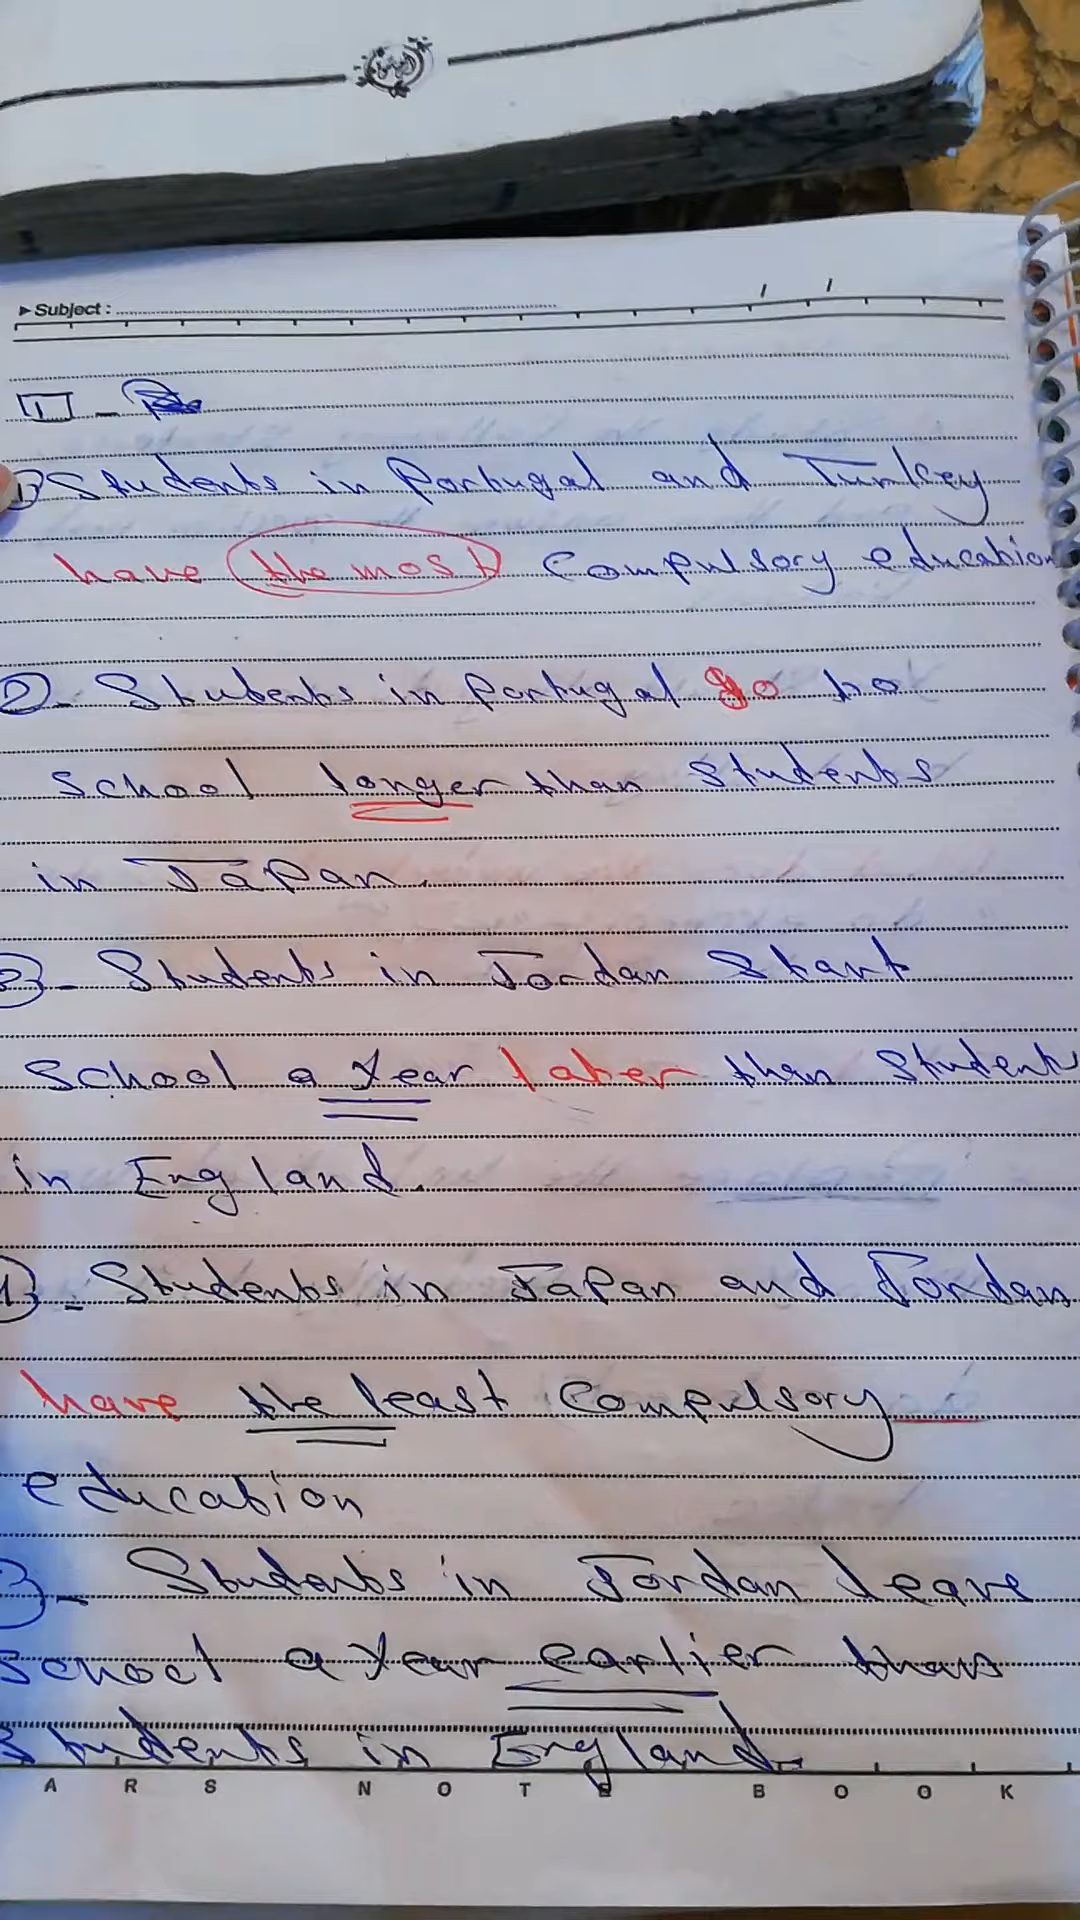 Subject :
1 -
1) Students in Portugal and Turkey
have the most compulsory education
2 - Students in Portugal go to
school longer than students
in Japan.
3 - Students in Jordan Start
School a year later than Student
in England.
- Students in Japan and Jordan
have the least compulsory
education
- Students in Jordan leave
school a year earlier than
Students in England.
A R S N O T E B O O K